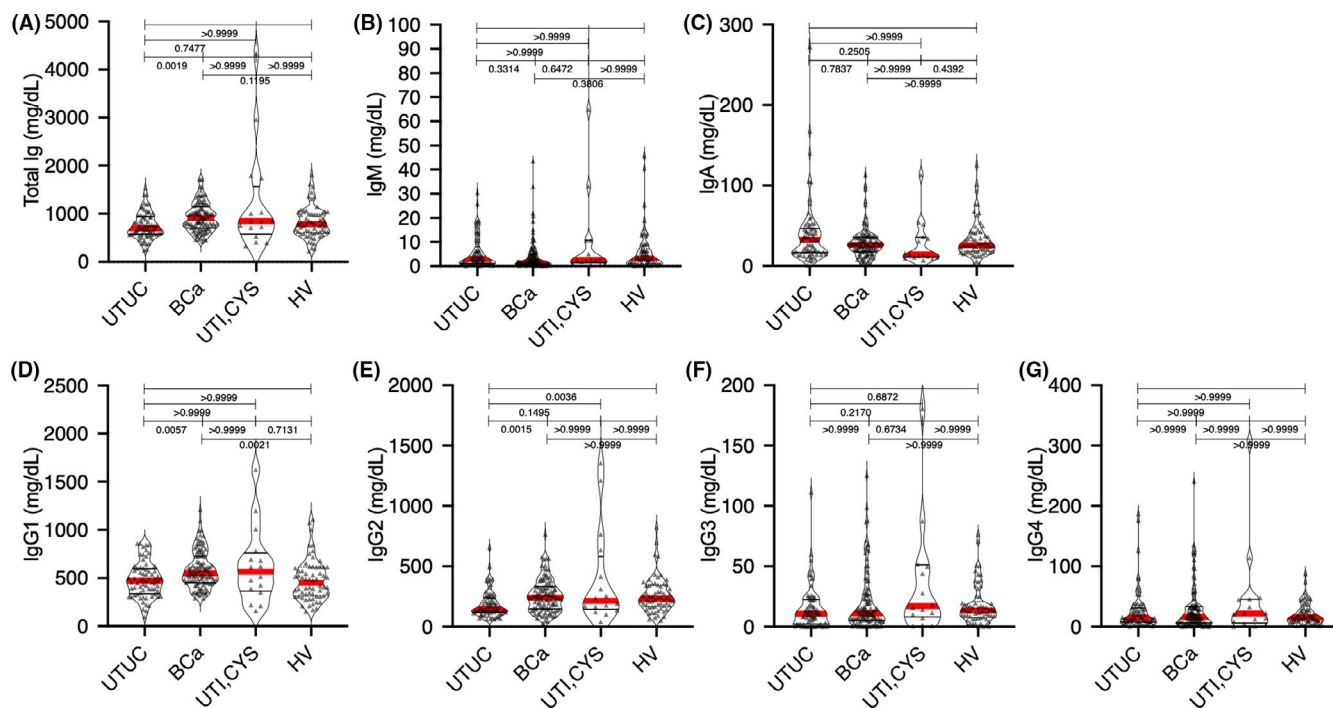 (A)
Total Ig (mg/dL)
5000
4000
3000
2000
1000
0
>0.9999
0.7477
0.0019 >0.9999 >0.9999
0.1195
UTUC BCa UTI,CYS HV
(B)
IgM (mg/dL)
100
90
80
70
60
50
40
30
20
10
0
>0.9999
>0.9999
0.3314 0.6472 >0.9999
0.3806
UTUC BCa UTI,CYS HV
(C)
IgA (mg/dL)
300
200
100
0
>0.9999
0.2505
0.7837 >0.9999 0.4392
>0.9999
UTUC BCa UTI,CYS HV
(D)
IgG1 (mg/dL)
2500
2000
1500
1000
500
0
>0.9999
>0.9999
0.0057 >0.9999 0.7131
0.0021
UTUC BCa UTI,CYS HV
(E)
IgG2 (mg/dL)
2000
1500
1000
500
0
0.0036
0.1495
0.0015 >0.9999 >0.9999
>0.9999
UTUC BCa UTI,CYS HV
(F)
IgG3 (mg/dL)
200
150
100
50
0
0.6872
0.2170
>0.9999 0.6734 >0.9999
>0.9999
UTUC BCa UTI,CYS HV
(G)
IgG4 (mg/dL)
400
300
200
100
0
>0.9999
>0.9999
>0.9999 >0.9999 >0.9999
>0.9999
UTUC BCa UTI,CYS HV